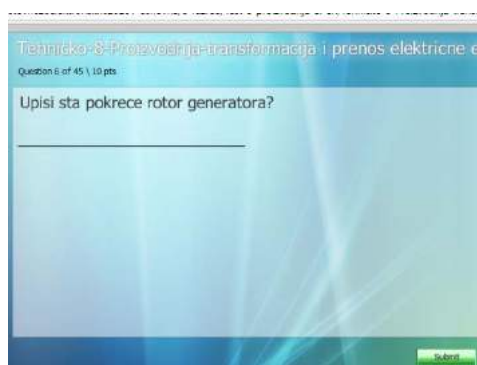 Tehnicko-8-Proizvodnja-transformacija i prenos elektricne e
Question 6 of 45 \ 10 pts
Upisi sta pokrece rotor generatora?
Submit